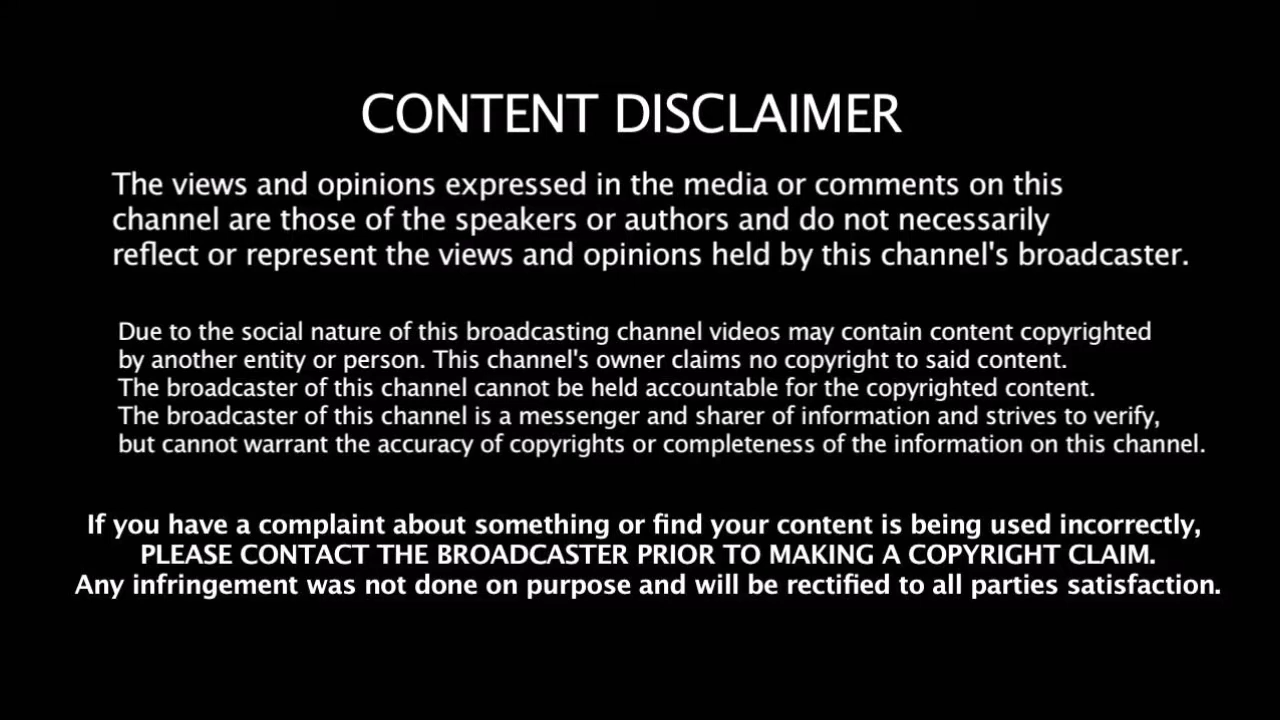 CONTENT DISCLAIMER
The views and opinions expressed in the media or comments on this
channel are those of the speakers or authors and do not necessarily
reflect or represent the views and opinions held by this channel's broadcaster.
Due to the social nature of this broadcasting channel videos may contain content copyrighted
by another entity or person. This channel's owner claims no copyright to said content.
The broadcaster of this channel cannot be held accountable for the copyrighted content.
The broadcaster of this channel is a messenger and sharer of information and strives to verify,
but cannot warrant the accuracy of copyrights or completeness of the information on this channel.
If you have a complaint about something or find your content is being used incorrectly,
PLEASE CONTACT THE BROADCASTER PRIOR TO MAKING A COPYRIGHT CLAIM.
Any infringement was not done on purpose and will be rectified to all parties satisfaction.